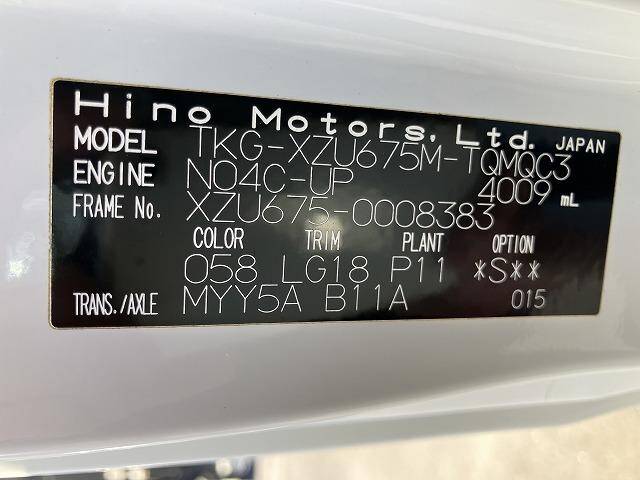 Hino Motors, Ltd. JAPAN
MODEL TKG-XZU675M-TQMQC3
ENGINE N04C-UP 4009 mL
FRAME No. XZU675-0008383
COLOR TRIM PLANT OPTION
058 LG18 P11 *S**
TRANS./AXLE MYY5A B11A 015